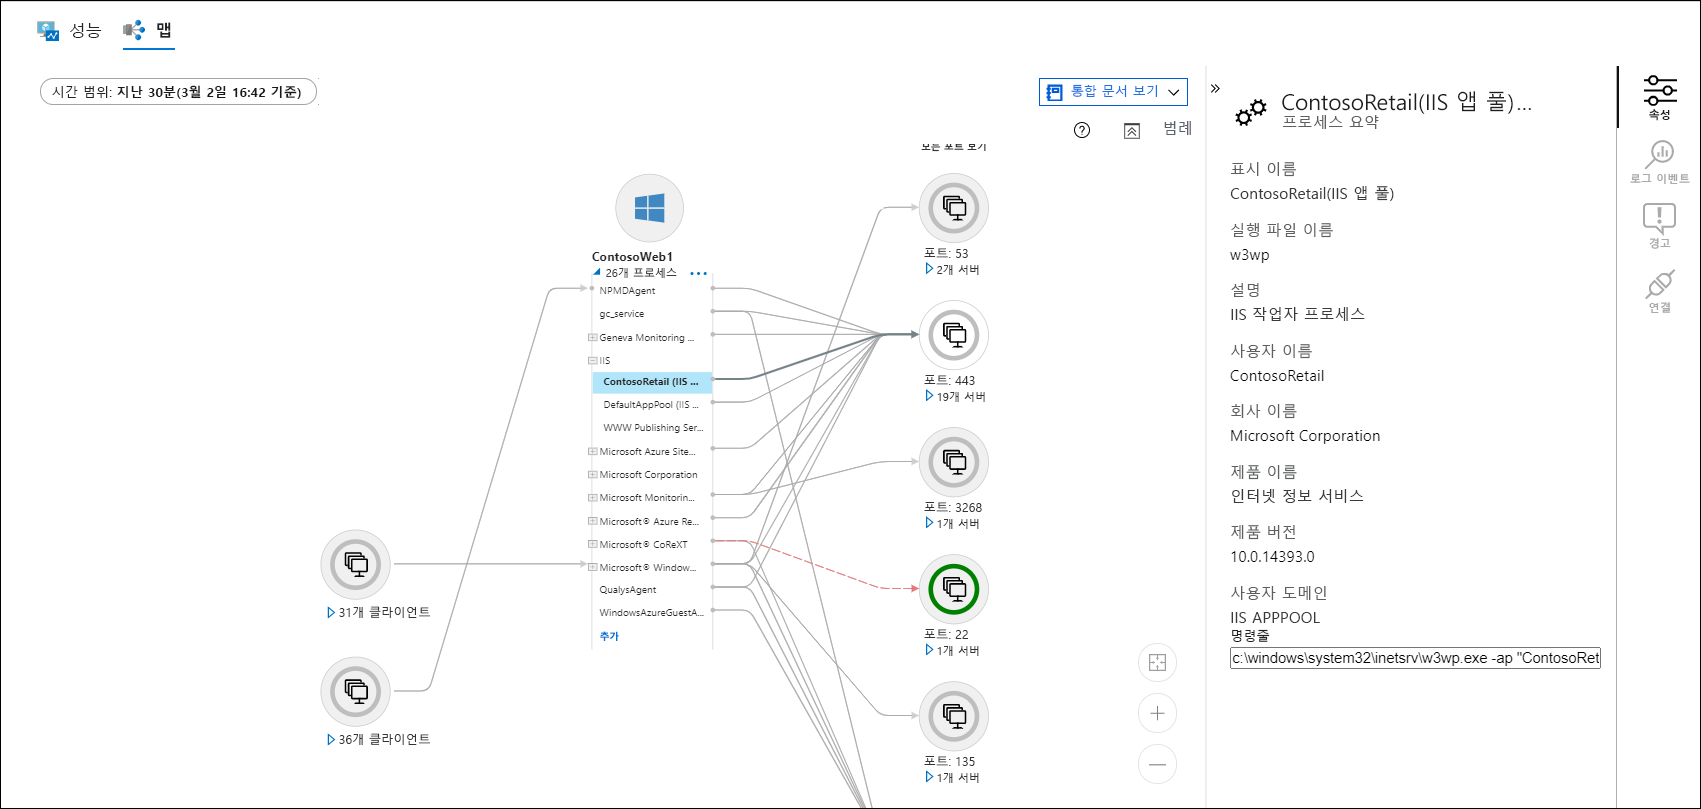 성능
맵
시간 범위: 지난 30분(3월 2일 16:42 기준)
통합 문서 보기
범례
모든 포트 보기
ContosoWeb1
26개 프로세스
NPMDAgent
gc_service
Geneva Monitoring ...
IIS
ContosoRetail (IIS ...
DefaultAppPool (IIS ...
WWW Publishing Ser...
Microsoft Azure Site...
Microsoft Corporation
Microsoft Monitorin...
Microsoft® Azure Re...
Microsoft® CoReXT
Microsoft® Window...
QualysAgent
WindowsAzureGuestA...
추가
31개 클라이언트
36개 클라이언트
포트: 53
2개 서버
포트: 443
19개 서버
포트: 3268
1개 서버
포트: 22
1개 서버
포트: 135
1개 서버
ContosoRetail(IIS 앱 풀)...
프로세스 요약
표시 이름
ContosoRetail(IIS 앱 풀)
실행 파일 이름
w3wp
설명
IIS 작업자 프로세스
사용자 이름
ContosoRetail
회사 이름
Microsoft Corporation
제품 이름
인터넷 정보 서비스
제품 버전
10.0.14393.0
사용자 도메인
IIS APPPOOL
명령줄
c:\windows\system32\inetsrv\w3wp.exe -ap "ContosoRet
속성
로그 이벤트
경고
연결